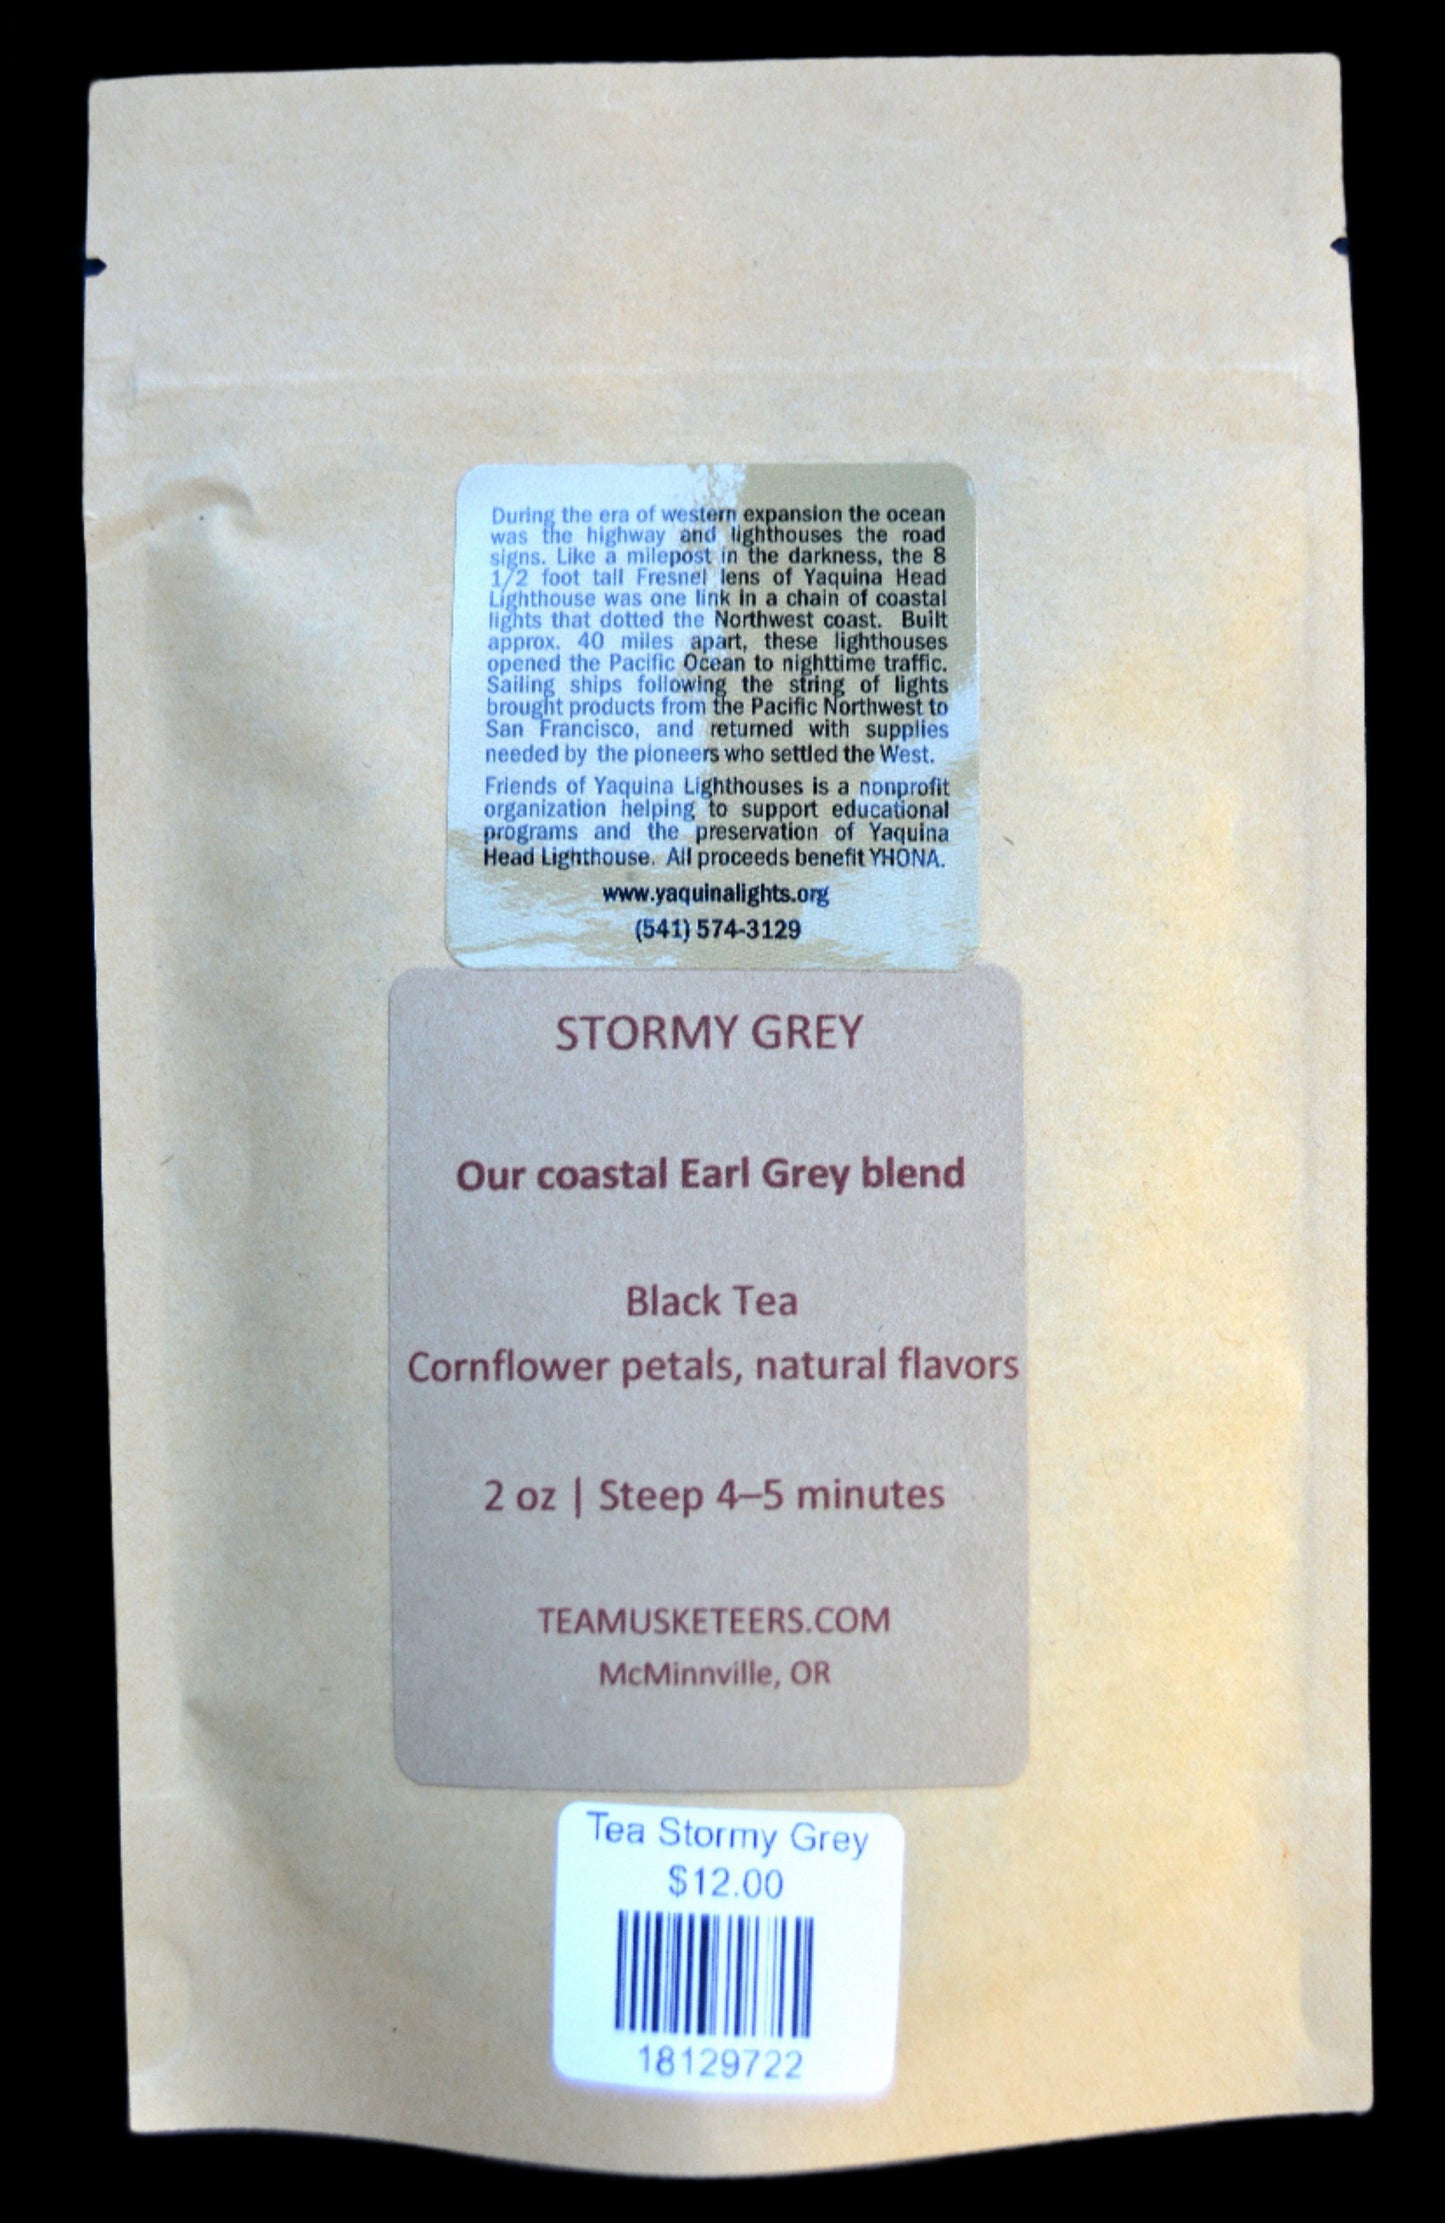 During the era of western expansion the ocean
was the highway and lighthouses the road
signs. Like a milepost in the darkness, the 8
1/2 foot tall Fresnel lens of Yaquina Head
Lighthouse was one link in a chain of coastal
lights that dotted the Northwest coast. Built
approx. 40 miles apart, these lighthouses
opened the Pacific Ocean to nighttime traffic.
Sailing ships following the string of lights
brought products from the Pacific Northwest to
San Francisco, and returned with supplies
needed by the pioneers who settled the West.
Friends of Yaquina Lighthouses is a nonprofit
organization helping to support educational
programs and the preservation of Yaquina
Head Lighthouse. All proceeds benefit YHONA.
www.yaquinalights.org
(541) 574-3129
STORMY GREY
Our coastal Earl Grey blend
Black Tea
Cornflower petals, natural flavors
2 oz | Steep 4–5 minutes
TEAMUSKETEERS.COM
McMinnville, OR
Tea Stormy Grey
$12.00
18129722